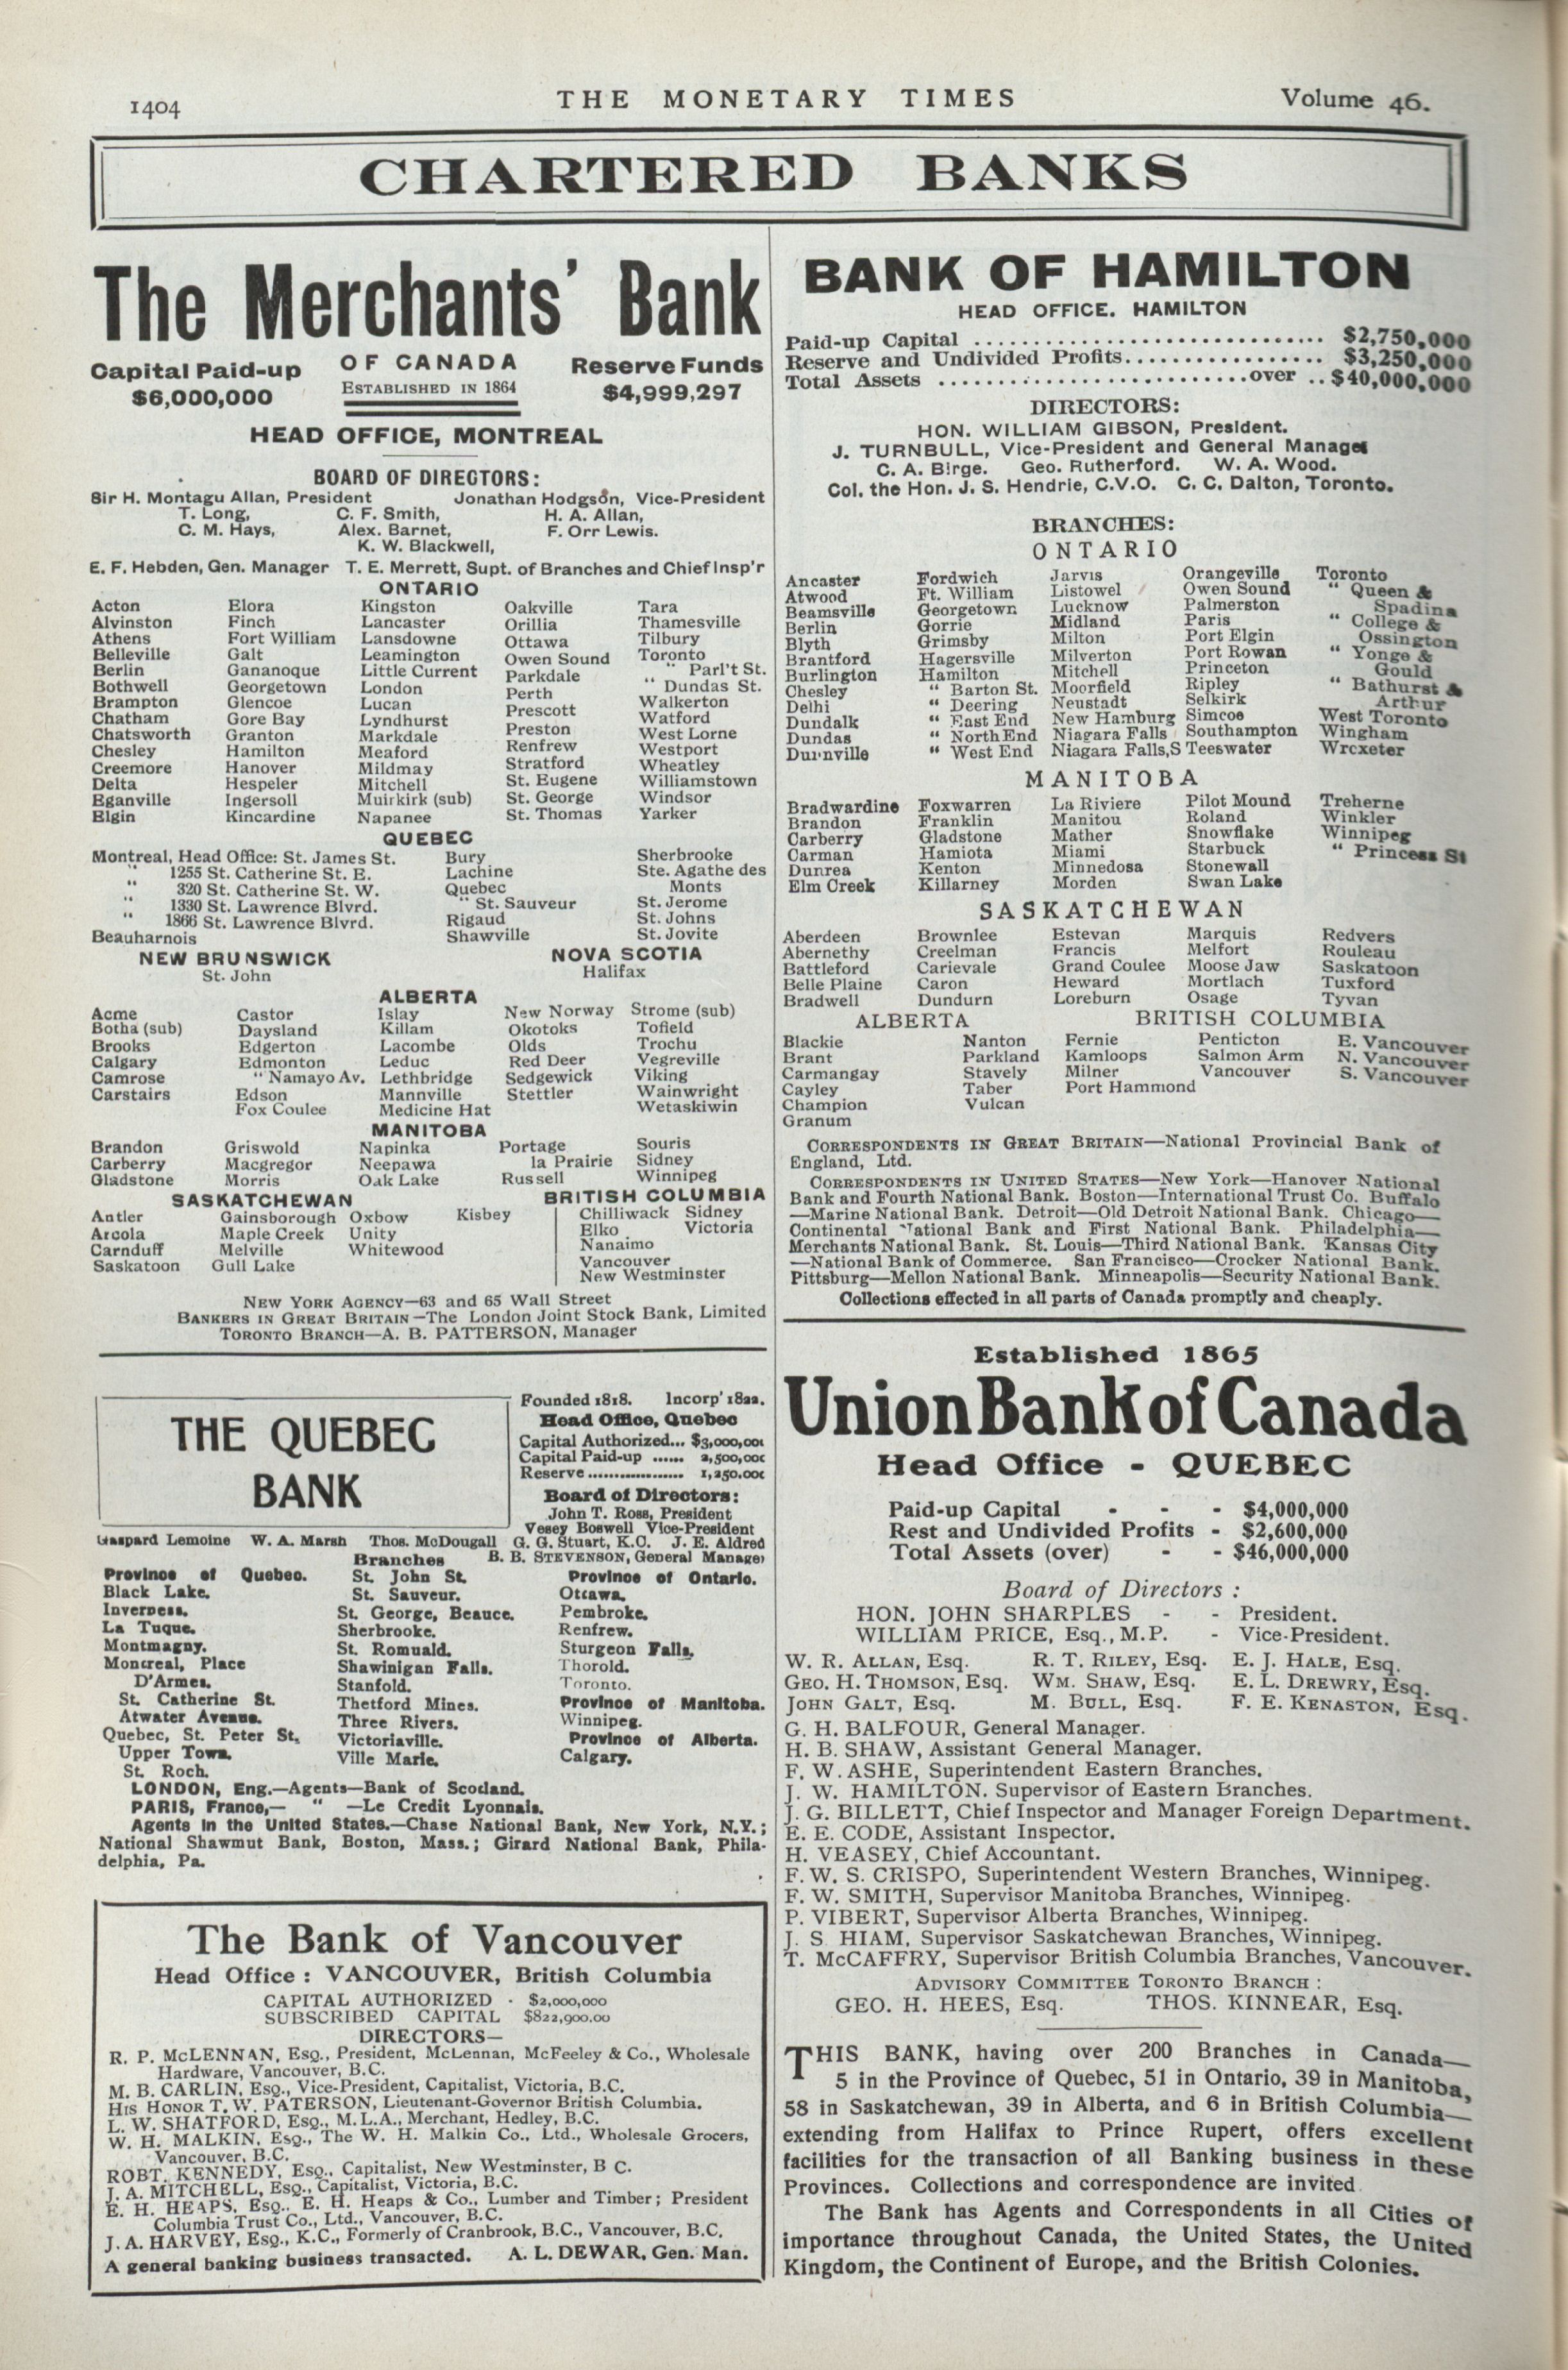 1404
THE MONETARY TIMES
Volume 46.
CHARTERED BANKS
The Merchants' Bank
Capital Paid-up
$6,000,000
OF CANADA
ESTABLISHED IN 1864
Reserve Funds
$4,999,297
HEAD OFFICE, MONTREAL
BOARD OF DIRECTORS:
Sir H. Montagu Allan, President Jonathan Hodgson, Vice-President
T. Long, C. F. Smith, H. A. Allan,
C. M. Hays, Alex. Barnet, F. Orr Lewis.
K. W. Blackwell,
E. F. Hebden, Gen. Manager T. E. Merrett, Supt. of Branches and Chief Insp'r
ONTARIO
Acton Elora Kingston Oakville Tara
Alvinston Finch Lancaster Orillia Thamesville
Athens Fort William Lansdowne Ottawa Tilbury
Belleville Galt Leamington Owen Sound Toronto
Berlin Gananoque Little Current Parkdale " Parl't St.
Bothwell Georgetown London Perth " Dundas St.
Brampton Glencoe Lucan Prescott Walkerton
Chatham Gore Bay Lyndhurst Preston Watford
Chatsworth Granton Markdale Renfrew West Lorne
Chesley Hamilton Meaford Stratford Westport
Creemore Hanover Mildmay St. Eugene Wheatley
Delta Hespeler Mitchell St. George Williamstown
Eganville Ingersoll Muirkirk (sub) St. Thomas Windsor
Elgin Kincardine Napanee Yarker
QUEBEC
Montreal, Head Office: St. James St. Bury Sherbrooke
" 1255 St. Catherine St. E. Lachine Ste. Agathe des
" 320 St. Catherine St. W. Quebec Monts
" 1330 St. Lawrence Blvrd. " St. Sauveur St. Jerome
" 1866 St. Lawrence Blvrd. Rigaud St. Johns
Beauharnois Shawville St. Jovite
NEW BRUNSWICK NOVA SCOTIA
St. John Halifax
ALBERTA
Acme Castor Islay New Norway Strome (sub)
Botha (sub) Daysland Killam Okotoks Tofield
Brooks Edgerton Lacombe Olds Trochu
Calgary Edmonton Leduc Red Deer Vegreville
Camrose " Namayo Av. Lethbridge Sedgewick Viking
Carstairs Edson Mannville Stettler Wainwright
Fox Coulee Medicine Hat Wetaskiwin
MANITOBA
Brandon Griswold Napinka Portage Souris
Carberry Macgregor Neepawa la Prairie Sidney
Gladstone Morris Oak Lake Russell Winnipeg
SASKATCHEWAN BRITISH COLUMBIA
Antler Gainsborough Oxbow Kisbey Chilliwack Sidney
Arcola Maple Creek Unity Elko Victoria
Carnduff Melville Whitewood Nanaimo
Saskatoon Gull Lake Vancouver
New Westminster
NEW YORK AGENCY—63 and 65 Wall Street
BANKERS IN GREAT BRITAIN—The London Joint Stock Bank, Limited
TORONTO BRANCH—A. B. PATTERSON, Manager
THE QUEBEC
BANK
Founded 1818. Incorp' 1822.
Head Office, Quebec
Capital Authorized... $3,000,000
Capital Paid-up ...... 2,500,000
Reserve.................. 1,250,000
Board of Directors:
John T. Ross, President
Vesey Boswell Vice-President
Gaspard Lemoine W. A. Marsh Thos. McDougall G. G. Stuart, K.C. J. E. Aldred
Branches B. B. STEVENSON, General Manager
Province of Quebec. St. John St. Province of Ontario.
Black Lake. St. Sauveur. Ottawa.
Inverness. St. George, Beauce. Pembroke.
La Tuque. Sherbrooke. Renfrew.
Montmagny. St. Romuald. Sturgeon Falls.
Montreal, Place Shawinigan Falls. Thorold.
D'Armes. Stanfold. Toronto.
St. Catherine St. Thetford Mines. Province of Manitoba.
Atwater Avenue. Three Rivers. Winnipeg.
Quebec, St. Peter St. Victoriaville. Province of Alberta.
Upper Town. Ville Marie. Calgary.
St. Roch.
LONDON, Eng.—Agents—Bank of Scotland.
PARIS, France,— " —Le Credit Lyonnais.
Agents in the United States.—Chase National Bank, New York, N.Y.;
National Shawmut Bank, Boston, Mass.; Girard National Bank, Phila-
delphia, Pa.
The Bank of Vancouver
Head Office: VANCOUVER, British Columbia
CAPITAL AUTHORIZED - $2,000,000
SUBSCRIBED CAPITAL $822,900.00
DIRECTORS—
R. P. McLENNAN, Esq., President, McLennan, McFeeley & Co., Wholesale
Hardware, Vancouver, B.C.
M. B. CARLIN, Esq., Vice-President, Capitalist, Victoria, B.C.
HIS HONOR T. W. PATERSON, Lieutenant-Governor British Columbia.
L. W. SHATFORD, Esq., M.L.A., Merchant, Hedley, B.C.
W. H. MALKIN, Esq., The W. H. Malkin Co., Ltd., Wholesale Grocers,
Vancouver, B.C.
ROBT. KENNEDY, Esq., Capitalist, New Westminster, B C.
J. A. MITCHELL, Esq., Capitalist, Victoria, B.C.
E. H. HEAPS, Esq., E. H. Heaps & Co., Lumber and Timber; President
Columbia Trust Co., Ltd., Vancouver, B.C.
J. A. HARVEY, Esq., K.C., Formerly of Cranbrook, B.C., Vancouver, B.C.
A general banking business transacted. A. L. DEWAR, Gen. Man.
BANK OF HAMILTON
HEAD OFFICE. HAMILTON
Paid-up Capital .................................. $2,750,000
Reserve and Undivided Profits.................. $3,250,000
Total Assets ..............................over ..$40,000,000
DIRECTORS:
HON. WILLIAM GIBSON, President.
J. TURNBULL, Vice-President and General Manager
C. A. Birge. Geo. Rutherford. W. A. Wood.
Col. the Hon. J. S. Hendrie, C.V.O. C. C. Dalton, Toronto.
BRANCHES:
ONTARIO
Ancaster Fordwich Jarvis Orangeville Toronto
Atwood Ft. William Listowel Owen Sound " Queen &
Beamsville Georgetown Lucknow Palmerston Spadina
Berlin Gorrie Midland Paris " College &
Blyth Grimsby Milton Port Elgin Ossington
Brantford Hagersville Milverton Port Rowan " Yonge &
Burlington Hamilton Mitchell Princeton Gould
Chesley " Barton St. Moorfield Ripley " Bathurst &
Delhi " Deering Neustadt Selkirk Arthur
Dundalk " East End New Hamburg Simcoe West Toronto
Dundas " North End Niagara Falls Southampton Wingham
Dunnville " West End Niagara Falls,S Teeswater Wroxeter
MANITOBA
Bradwardine Foxwarren La Riviere Pilot Mound Treherne
Brandon Franklin Manitou Roland Winkler
Carberry Gladstone Mather Snowflake Winnipeg
Carman Hamiota Miami Starbuck " Princess St
Dunrea Kenton Minnedosa Stonewall
Elm Creek Killarney Morden Swan Lake
SASKATCHEWAN
Aberdeen Brownlee Estevan Marquis Redvers
Abernethy Creelman Francis Melfort Rouleau
Battleford Carievale Grand Coulee Moose Jaw Saskatoon
Belle Plaine Caron Heward Mortlach Tuxford
Bradwell Dundurn Loreburn Osage Tyvan
ALBERTA BRITISH COLUMBIA
Blackie Nanton Fernie Penticton E. Vancouver
Brant Parkland Kamloops Salmon Arm N. Vancouver
Carmangay Stavely Milner Vancouver S. Vancouver
Cayley Taber Port Hammond
Champion Vulcan
Granum
CORRESPONDENTS IN GREAT BRITAIN—National Provincial Bank of
England, Ltd.
CORRESPONDENTS IN UNITED STATES—New York—Hanover National
Bank and Fourth National Bank. Boston—International Trust Co. Buffalo
—Marine National Bank. Detroit—Old Detroit National Bank. Chicago—
Continental National Bank and First National Bank. Philadelphia—
Merchants National Bank. St. Louis—Third National Bank. Kansas City
—National Bank of Commerce. San Francisco—Crocker National Bank.
Pittsburg—Mellon National Bank. Minneapolis—Security National Bank.
Collections effected in all parts of Canada promptly and cheaply.
Established 1865
Union Bank of Canada
Head Office - QUEBEC
Paid-up Capital - - - $4,000,000
Rest and Undivided Profits - $2,600,000
Total Assets (over) - - $46,000,000
Board of Directors :
HON. JOHN SHARPLES - - President.
WILLIAM PRICE, Esq., M.P. - Vice-President.
W. R. ALLAN, Esq. R. T. RILEY, Esq. E. J. HALE, Esq.
GEO. H. THOMSON, Esq. WM. SHAW, Esq. E. L. DREWRY, Esq.
JOHN GALT, Esq. M. BULL, Esq. F. E. KENASTON, Esq.
G. H. BALFOUR, General Manager.
H. B. SHAW, Assistant General Manager.
F. W. ASHE, Superintendent Eastern Branches.
J. W. HAMILTON. Supervisor of Eastern Branches.
J. G. BILLETT, Chief Inspector and Manager Foreign Department.
E. E. CODE, Assistant Inspector.
H. VEASEY, Chief Accountant.
F. W. S. CRISPO, Superintendent Western Branches, Winnipeg.
F. W. SMITH, Supervisor Manitoba Branches, Winnipeg.
P. VIBERT, Supervisor Alberta Branches, Winnipeg.
J. S. HIAM, Supervisor Saskatchewan Branches, Winnipeg.
T. McCAFFRY, Supervisor British Columbia Branches, Vancouver.
ADVISORY COMMITTEE TORONTO BRANCH :
GEO. H. HEES, Esq. THOS. KINNEAR, Esq.
THIS BANK, having over 200 Branches in Canada—
5 in the Province of Quebec, 51 in Ontario, 39 in Manitoba,
58 in Saskatchewan, 39 in Alberta, and 6 in British Columbia—
extending from Halifax to Prince Rupert, offers excellent
facilities for the transaction of all Banking business in these
Provinces. Collections and correspondence are invited.
The Bank has Agents and Correspondents in all Cities of
importance throughout Canada, the United States, the United
Kingdom, the Continent of Europe, and the British Colonies.